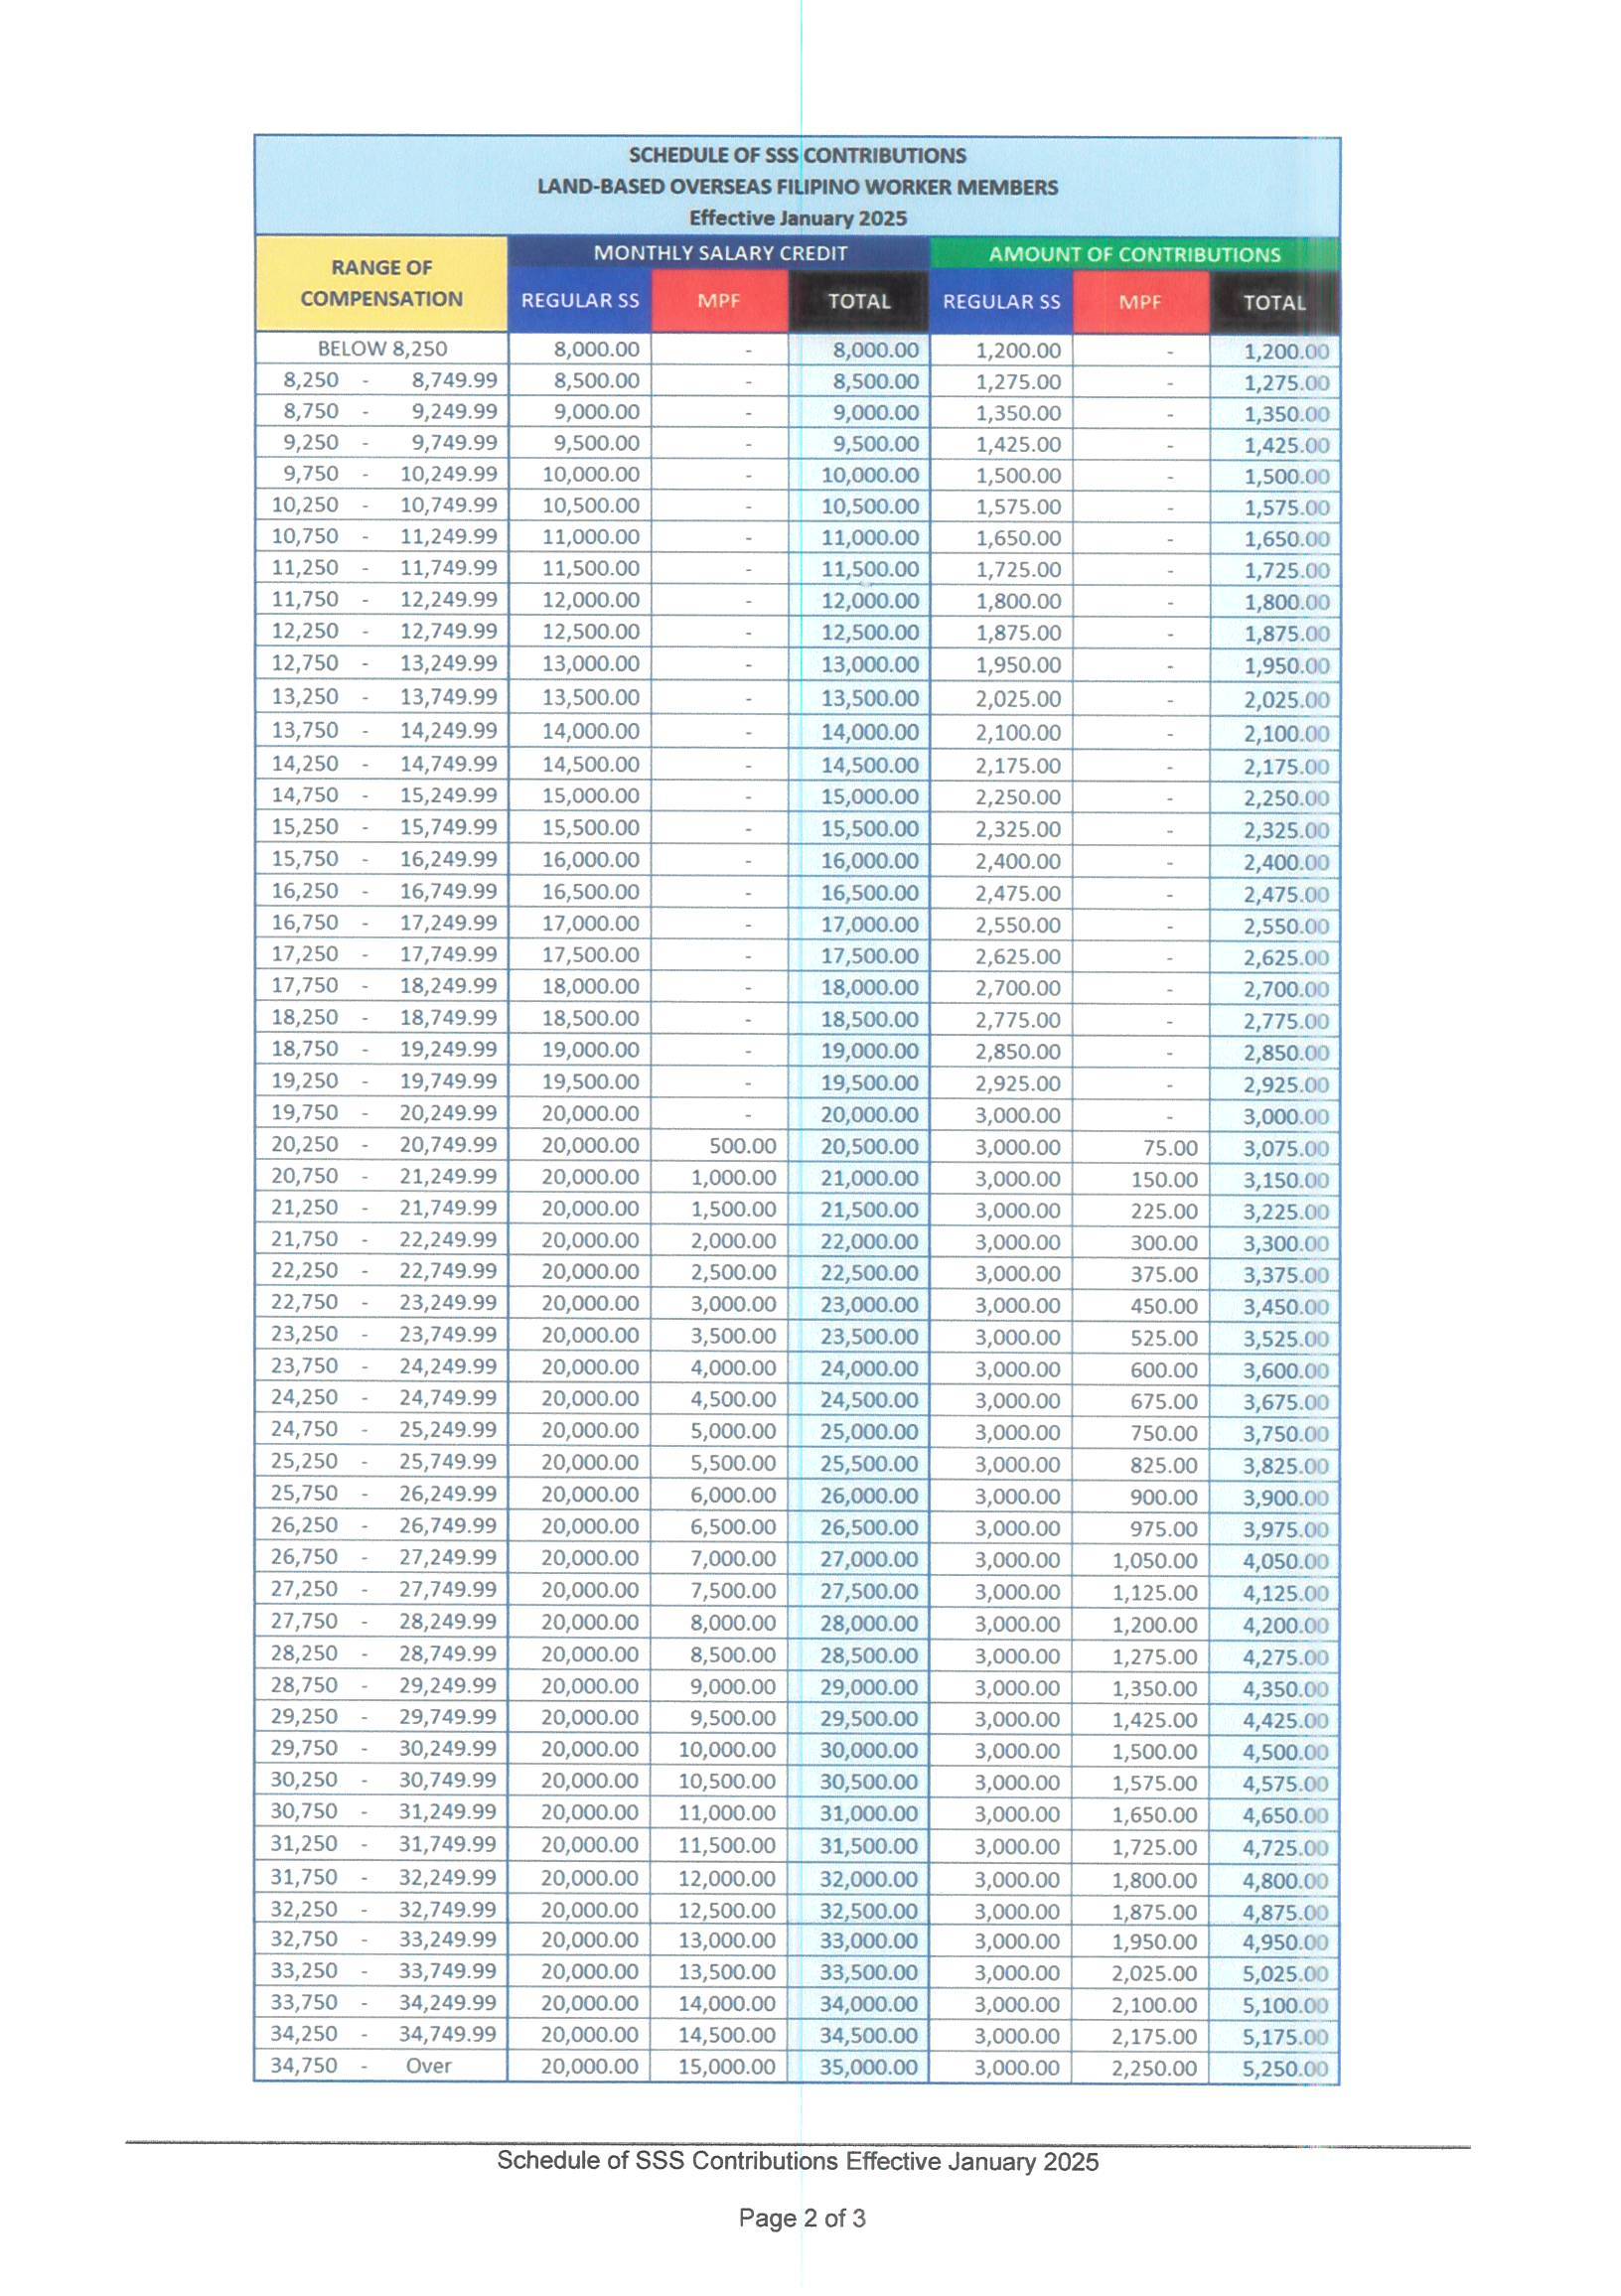 SCHEDULE OF SSS CONTRIBUTIONS
LAND-BASED OVERSEAS FILIPINO WORKER MEMBERS
Effective January 2025
RANGE OF COMPENSATION MONTHLY SALARY CREDIT AMOUNT OF CONTRIBUTIONS
REGULAR SS MPF TOTAL REGULAR SS MPF TOTAL
BELOW 8,250 8,000.00 - 8,000.00 1,200.00 - 1,200.00
8,250 - 8,749.99 8,500.00 - 8,500.00 1,275.00 - 1,275.00
8,750 - 9,249.99 9,000.00 - 9,000.00 1,350.00 - 1,350.00
9,250 - 9,749.99 9,500.00 - 9,500.00 1,425.00 - 1,425.00
9,750 - 10,249.99 10,000.00 - 10,000.00 1,500.00 - 1,500.00
10,250 - 10,749.99 10,500.00 - 10,500.00 1,575.00 - 1,575.00
10,750 - 11,249.99 11,000.00 - 11,000.00 1,650.00 - 1,650.00
11,250 - 11,749.99 11,500.00 - 11,500.00 1,725.00 - 1,725.00
11,750 - 12,249.99 12,000.00 - 12,000.00 1,800.00 - 1,800.00
12,250 - 12,749.99 12,500.00 - 12,500.00 1,875.00 - 1,875.00
12,750 - 13,249.99 13,000.00 - 13,000.00 1,950.00 - 1,950.00
13,250 - 13,749.99 13,500.00 - 13,500.00 2,025.00 - 2,025.00
13,750 - 14,249.99 14,000.00 - 14,000.00 2,100.00 - 2,100.00
14,250 - 14,749.99 14,500.00 - 14,500.00 2,175.00 - 2,175.00
14,750 - 15,249.99 15,000.00 - 15,000.00 2,250.00 - 2,250.00
15,250 - 15,749.99 15,500.00 - 15,500.00 2,325.00 - 2,325.00
15,750 - 16,249.99 16,000.00 - 16,000.00 2,400.00 - 2,400.00
16,250 - 16,749.99 16,500.00 - 16,500.00 2,475.00 - 2,475.00
16,750 - 17,249.99 17,000.00 - 17,000.00 2,550.00 - 2,550.00
17,250 - 17,749.99 17,500.00 - 17,500.00 2,625.00 - 2,625.00
17,750 - 18,249.99 18,000.00 - 18,000.00 2,700.00 - 2,700.00
18,250 - 18,749.99 18,500.00 - 18,500.00 2,775.00 - 2,775.00
18,750 - 19,249.99 19,000.00 - 19,000.00 2,850.00 - 2,850.00
19,250 - 19,749.99 19,500.00 - 19,500.00 2,925.00 - 2,925.00
19,750 - 20,249.99 20,000.00 - 20,000.00 3,000.00 - 3,000.00
20,250 - 20,749.99 20,000.00 500.00 20,500.00 3,000.00 75.00 3,075.00
20,750 - 21,249.99 20,000.00 1,000.00 21,000.00 3,000.00 150.00 3,150.00
21,250 - 21,749.99 20,000.00 1,500.00 21,500.00 3,000.00 225.00 3,225.00
21,750 - 22,249.99 20,000.00 2,000.00 22,000.00 3,000.00 300.00 3,300.00
22,250 - 22,749.99 20,000.00 2,500.00 22,500.00 3,000.00 375.00 3,375.00
22,750 - 23,249.99 20,000.00 3,000.00 23,000.00 3,000.00 450.00 3,450.00
23,250 - 23,749.99 20,000.00 3,500.00 23,500.00 3,000.00 525.00 3,525.00
23,750 - 24,249.99 20,000.00 4,000.00 24,000.00 3,000.00 600.00 3,600.00
24,250 - 24,749.99 20,000.00 4,500.00 24,500.00 3,000.00 675.00 3,675.00
24,750 - 25,249.99 20,000.00 5,000.00 25,000.00 3,000.00 750.00 3,750.00
25,250 - 25,749.99 20,000.00 5,500.00 25,500.00 3,000.00 825.00 3,825.00
25,750 - 26,249.99 20,000.00 6,000.00 26,000.00 3,000.00 900.00 3,900.00
26,250 - 26,749.99 20,000.00 6,500.00 26,500.00 3,000.00 975.00 3,975.00
26,750 - 27,249.99 20,000.00 7,000.00 27,000.00 3,000.00 1,050.00 4,050.00
27,250 - 27,749.99 20,000.00 7,500.00 27,500.00 3,000.00 1,125.00 4,125.00
27,750 - 28,249.99 20,000.00 8,000.00 28,000.00 3,000.00 1,200.00 4,200.00
28,250 - 28,749.99 20,000.00 8,500.00 28,500.00 3,000.00 1,275.00 4,275.00
28,750 - 29,249.99 20,000.00 9,000.00 29,000.00 3,000.00 1,350.00 4,350.00
29,250 - 29,749.99 20,000.00 9,500.00 29,500.00 3,000.00 1,425.00 4,425.00
29,750 - 30,249.99 20,000.00 10,000.00 30,000.00 3,000.00 1,500.00 4,500.00
30,250 - 30,749.99 20,000.00 10,500.00 30,500.00 3,000.00 1,575.00 4,575.00
30,750 - 31,249.99 20,000.00 11,000.00 31,000.00 3,000.00 1,650.00 4,650.00
31,250 - 31,749.99 20,000.00 11,500.00 31,500.00 3,000.00 1,725.00 4,725.00
31,750 - 32,249.99 20,000.00 12,000.00 32,000.00 3,000.00 1,800.00 4,800.00
32,250 - 32,749.99 20,000.00 12,500.00 32,500.00 3,000.00 1,875.00 4,875.00
32,750 - 33,249.99 20,000.00 13,000.00 33,000.00 3,000.00 1,950.00 4,950.00
33,250 - 33,749.99 20,000.00 13,500.00 33,500.00 3,000.00 2,025.00 5,025.00
33,750 - 34,249.99 20,000.00 14,000.00 34,000.00 3,000.00 2,100.00 5,100.00
34,250 - 34,749.99 20,000.00 14,500.00 34,500.00 3,000.00 2,175.00 5,175.00
34,750 - Over 20,000.00 15,000.00 35,000.00 3,000.00 2,250.00 5,250.00
Schedule of SSS Contributions Effective January 2025
Page 2 of 3